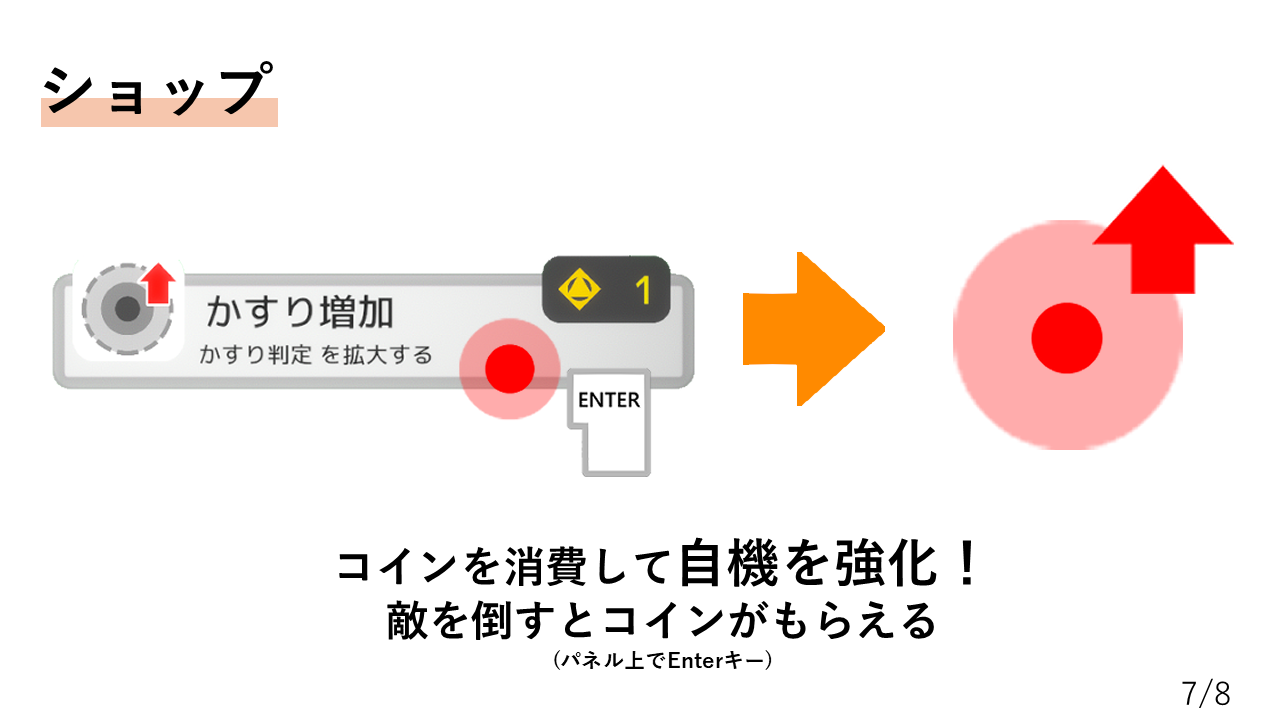 ショップ
かすり増加
1
かすり判定 を拡大する
ENTER
コインを消費して自機を強化！
敵を倒すとコインがもらえる
(パネル上でEnterキー)
7/8